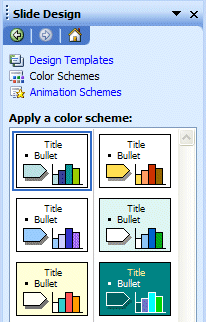 Slide Design
Design Templates
Color Schemes
Animation Schemes
Apply a color scheme:
Title
• Bullet
Title
• Bullet
Title
• Bullet
Title
• Bullet
Title
• Bullet
Title
• Bullet